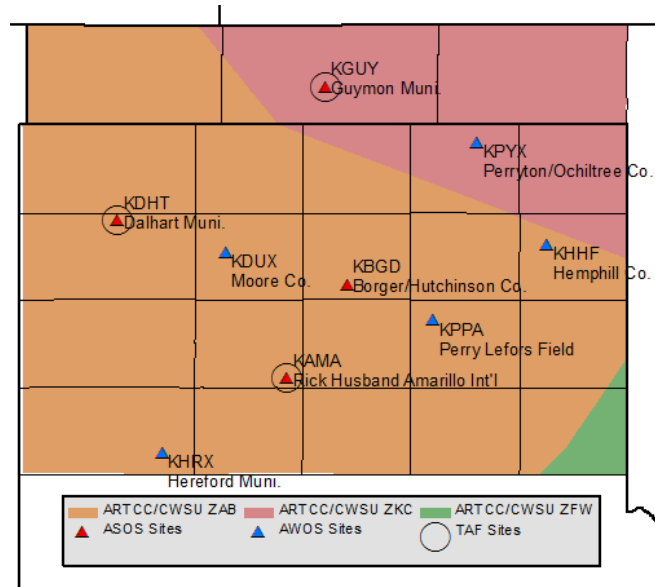 KGUY
Guymon Muni.
KPYX
Perryton/Ochiltree Co.
KDHT
Dalhart Muni.
KDUX
Moore Co.
KBGD
Borger/Hutchinson Co.
KHHF
Hemphill Co.
KPPA
Perry Lefors Field
KAMA
Rick Husband Amarillo Int'l
KHRX
Hereford Muni.
ARTCC/CWSU ZAB ARTCC/CWSU ZKC ARTCC/CWSU ZFW
ASOS Sites AWOS Sites TAF Sites